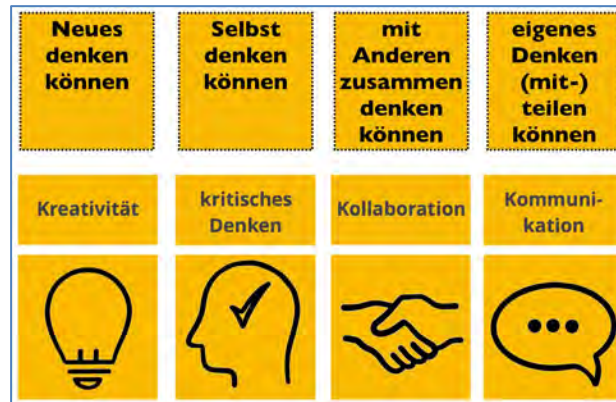 Neues
denken
können
Selbst
denken
können
mit
Anderen
zusammen
denken
können
eigenes
Denken
(mit-)
teilen
können
Kreativität
kritisches
Denken
Kollaboration
Kommuni-
kation